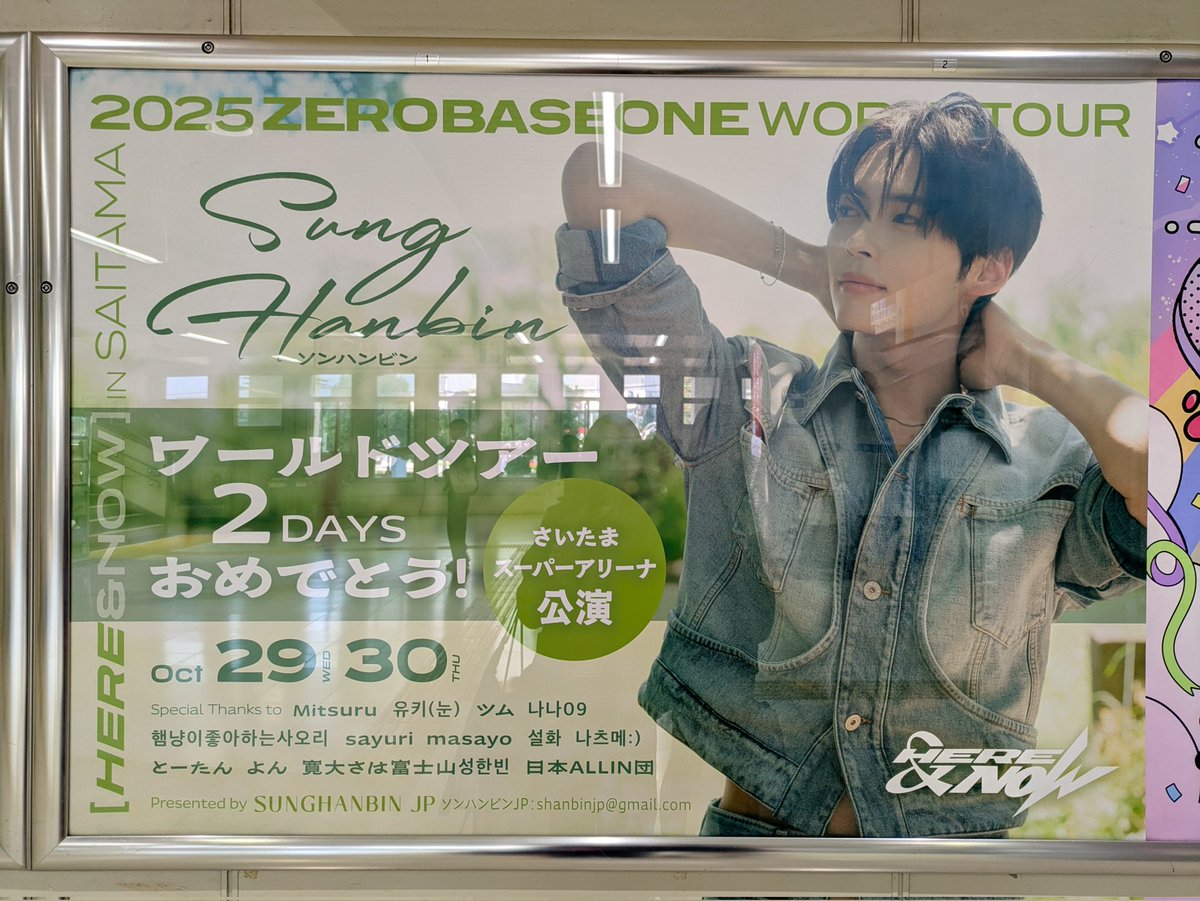 1
2
2025 ZEROBASEONE WORLD TOUR
[HERE&NOW] IN SAITAMA
Sung
Hanbin
ソンハンビン
ワールドツアー
2 DAYS
おめでとう!
さいたま
スーパーアリーナ
公演
Oct 29 WED 30 THU
Special Thanks to Mitsuru 유키(눈) ツム 나나09
햄냥이좋아하는사오리 sayuri masayo 설화 나츠메:)
とーたん よん 寛大さは富士山성한빈 日本ALLIN団
Presented by SUNGHANBIN JP ソンハンビンJP:shanbinjp@gmail.com
HERE
& NOW